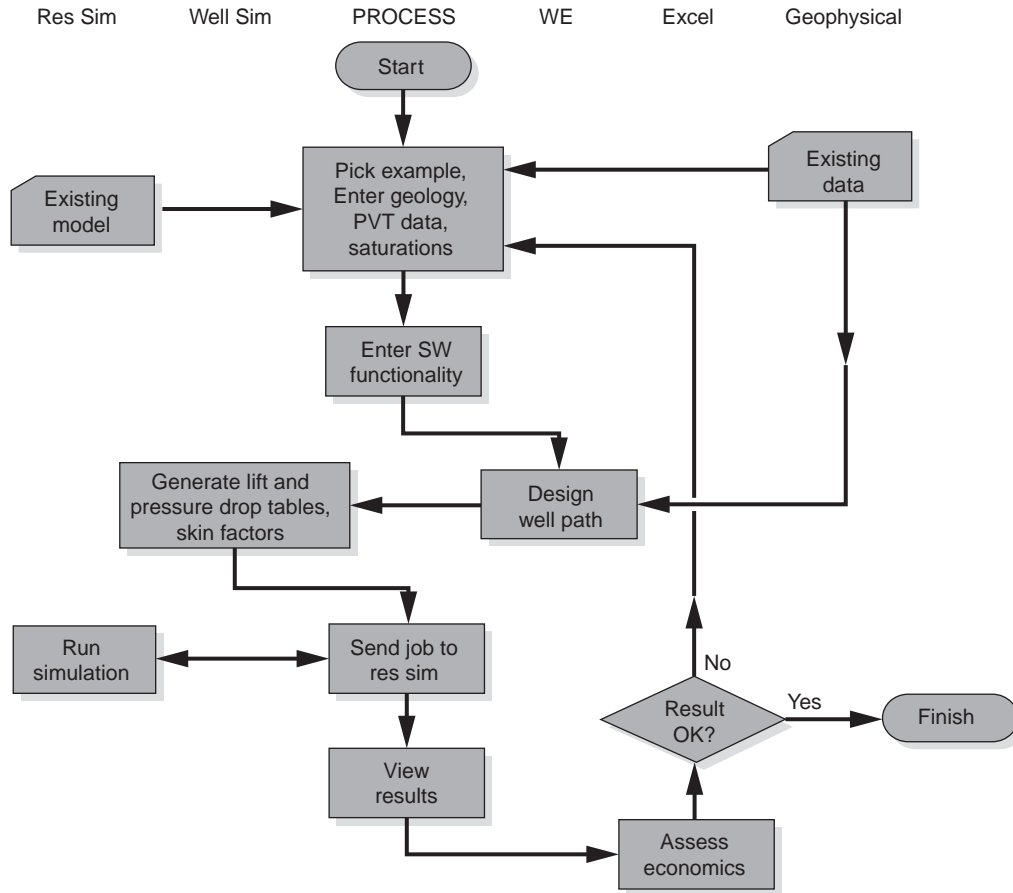 Res Sim
Well Sim
PROCESS
WE
Excel
Geophysical
Start
Pick example,
Enter geology,
PVT data,
saturations
Existing
data
Existing
model
Enter SW
functionality
Generate lift and
pressure drop tables,
skin factors
Design
well path
Run
simulation
Send job to
res sim
No
Result
OK?
Yes
Finish
View
results
Assess
economics